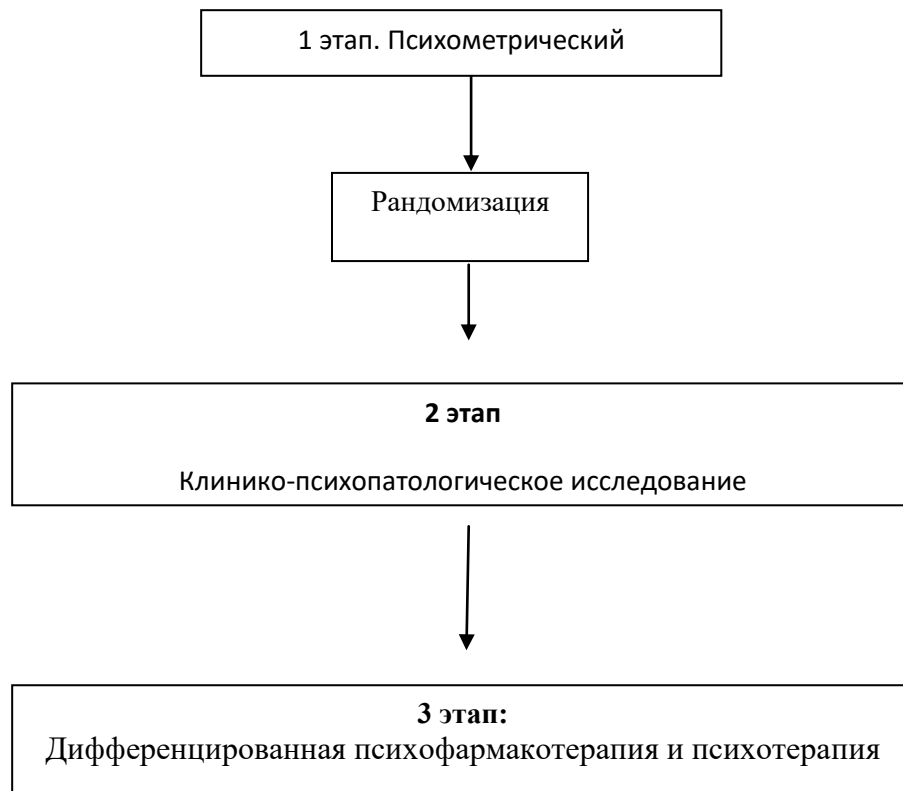 1 этап. Психометрический
Рандомизация
2 этап
Клинико-психопатологическое исследование
3 этап:
Дифференцированная психофармакотерапия и психотерапия